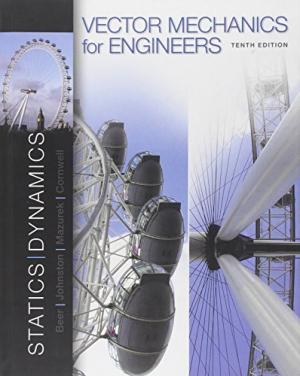 VECTOR MECHANICS
for ENGINEERS
TENTH EDITION
STATICS|DYNAMICS
Beer|Johnston|Mazurek|Cornwell